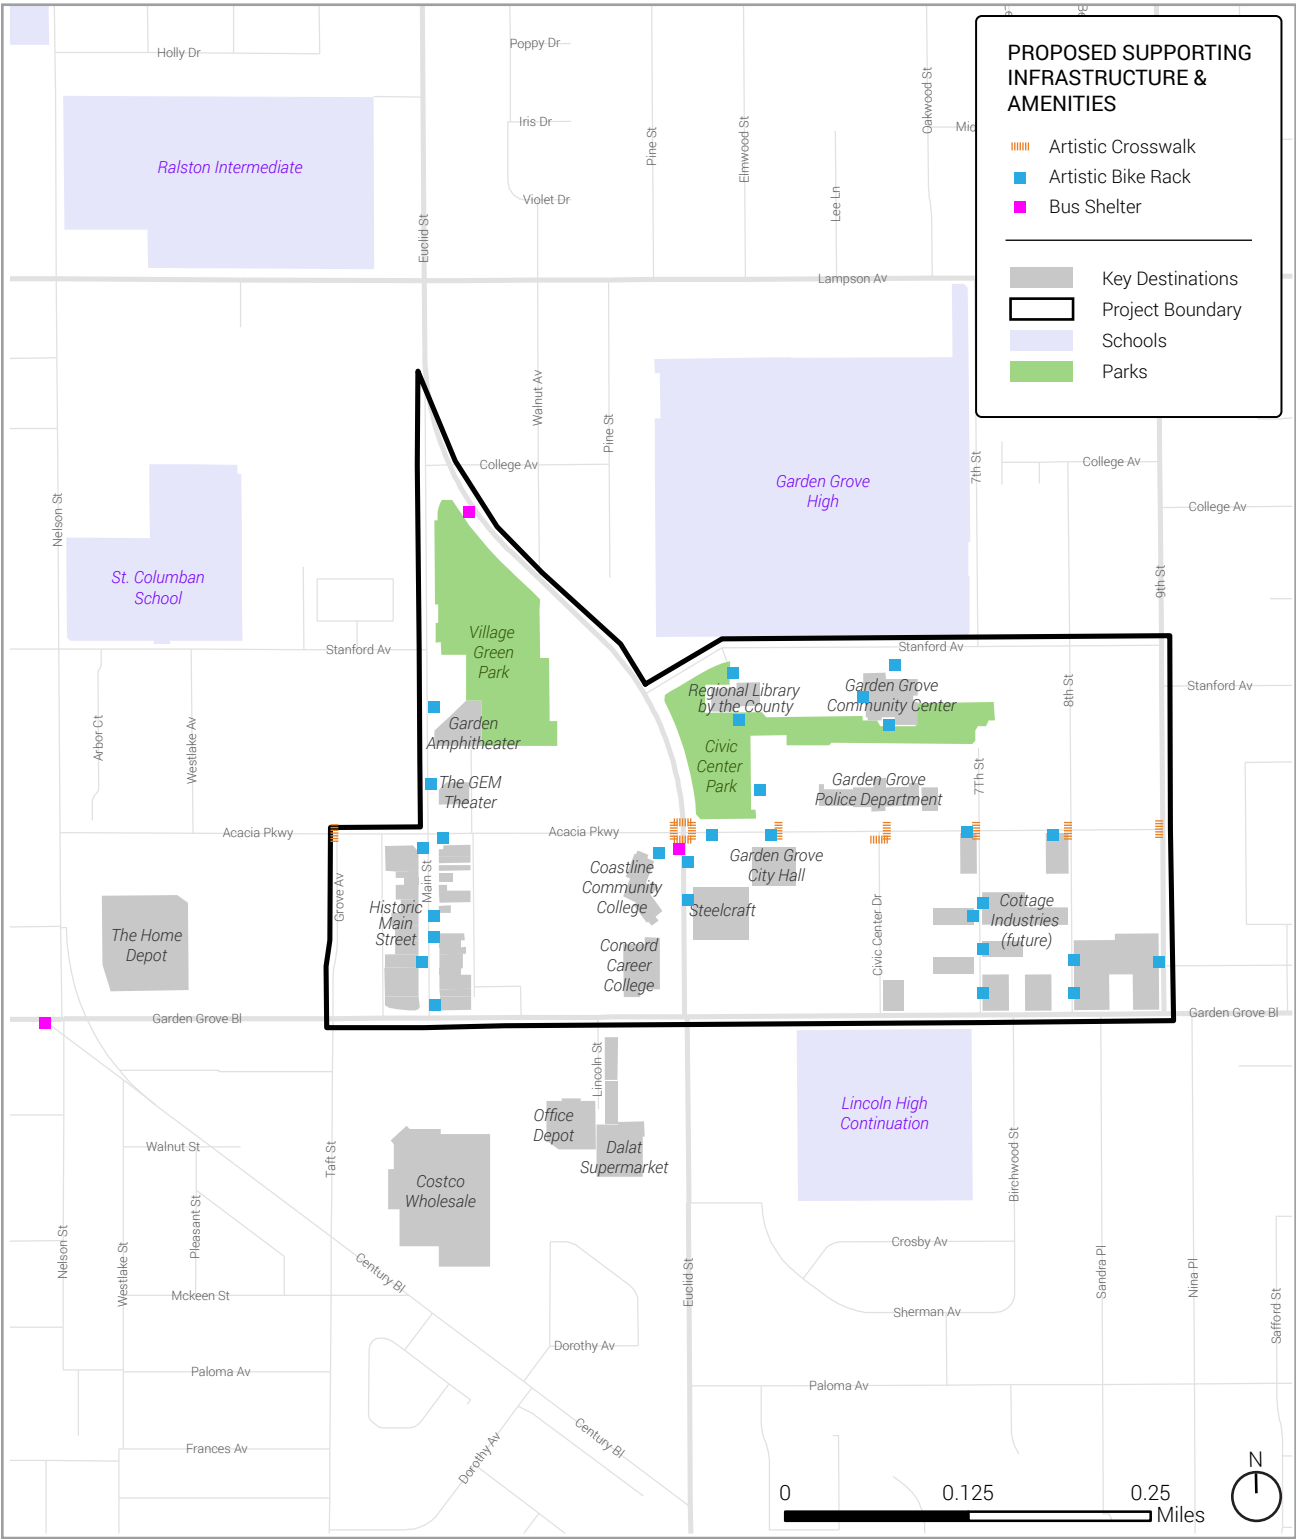 PROPOSED SUPPORTING
INFRASTRUCTURE &
AMENITIES
Artistic Crosswalk
Artistic Bike Rack
Bus Shelter
Key Destinations
Project Boundary
Schools
Parks
Holly Dr
Poppy Dr
Iris Dr
Violet Dr
Euclid St
Pine St
Elmwood St
Lee Ln
Oakwood St
Ralston Intermediate
Lampson Av
Walnut Av
Pine St
College Av
Garden Grove
High
7th St
College Av
College Av
Nelson St
St. Columban
School
9th St
Stanford Av
Village
Green
Park
Stanford Av
Stanford Av
Regional Library
by the County
Garden Grove
Community Center
8th St
Arbor Ct
Westlake Av
Garden
Amphitheater
Civic
Center
Park
The GEM
Theater
Garden Grove
Police Department
7Th St
Acacia Pkwy
Acacia Pkwy
Grove Av
Main St
Historic
Main
Street
Coastline
Community
College
Garden Grove
City Hall
Steelcraft
Civic Center Dr
Cottage
Industries
(future)
The Home
Depot
Concord
Career
College
Garden Grove Bl
Garden Grove Bl
Lincoln St
Office
Depot
Dalat
Supermarket
Lincoln High
Continuation
Walnut St
Taft St
Costco
Wholesale
Birchwood St
Nelson St
Westlake St
Pleasant St
Mckeen St
Century Bl
Euclid St
Crosby Av
Sherman Av
Sandra Pl
Nina Pl
Safford St
Dorothy Av
Paloma Av
Paloma Av
Frances Av
Dorothy Av
Century Bl
0
0.125
0.25
Miles
N